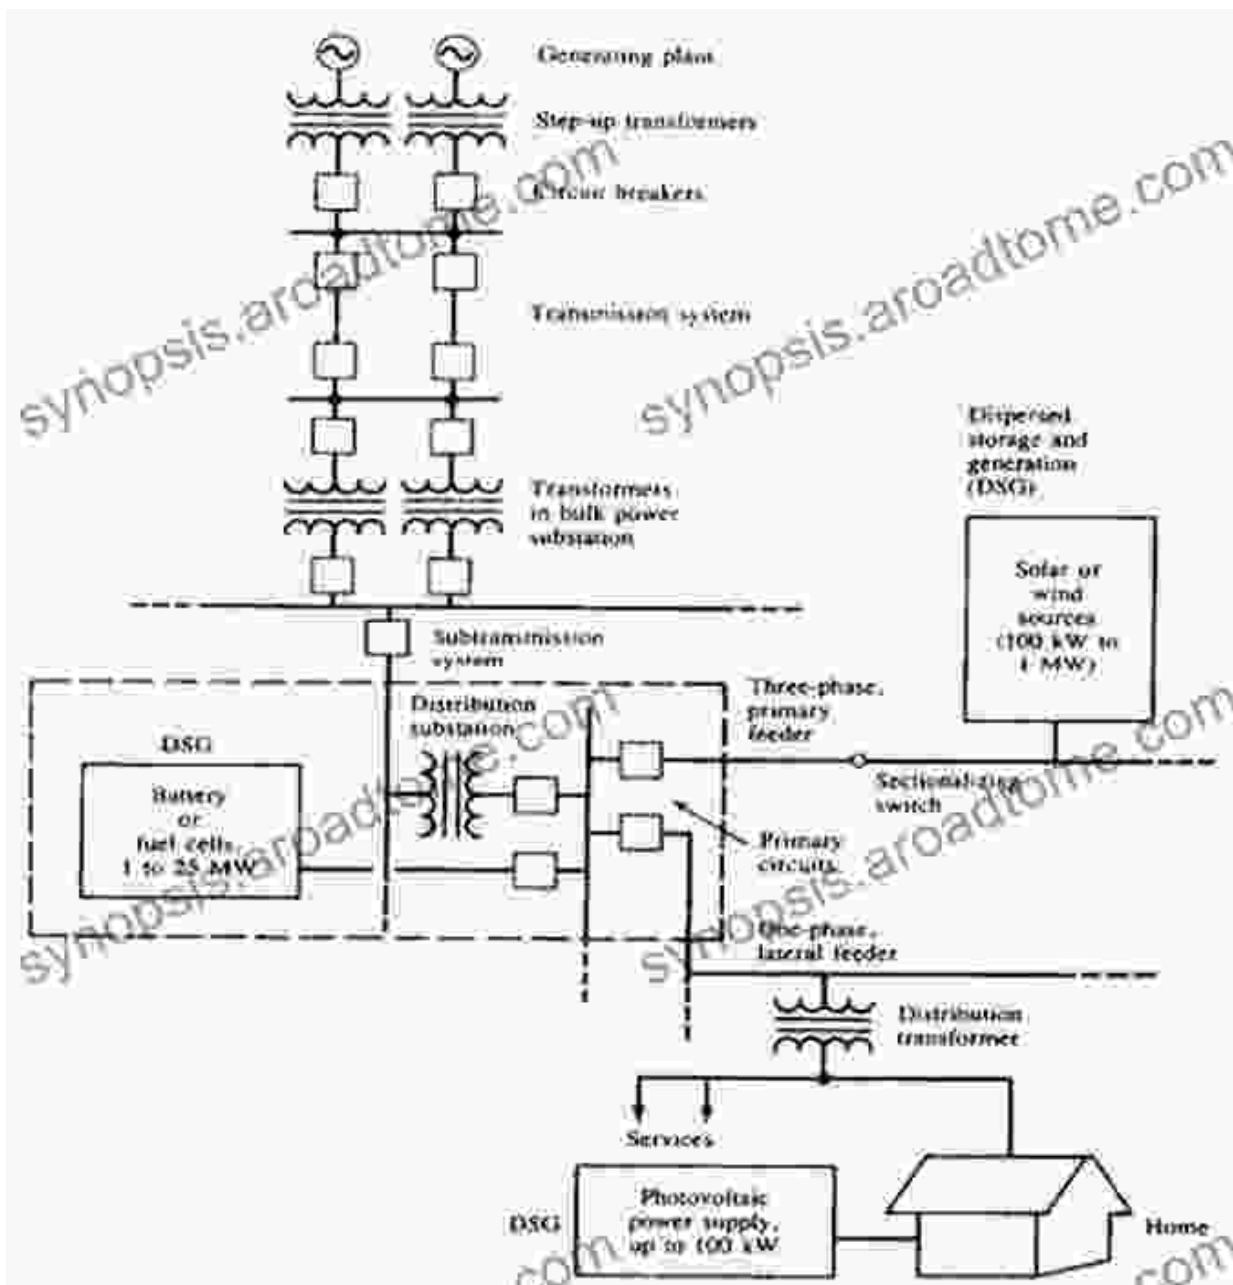 Generating plant
Step-up transformers
Circuit breakers
Transmission system
Transformers
in bulk power
substation
Dispersed
storage and
generation
(DSG)
Solar or
wind
sources
(100 kW to
1 MW)
Subtransmission
system
Distribution
substation
Three-phase,
primary
feeder
Sectionalizing
switch
DSG
Battery
or
fuel cells,
1 to 25 MW
Primary
circuits
One-phase,
lateral feeder
Distribution
transformer
Services
DSG
Photovoltaic
power supply,
up to 100 kW
Home
synopsis.aroadtome.com
synopsis.aroadtome.com
synopsis.aroadtome.com
synopsis.aroadtome.com
.com
.com